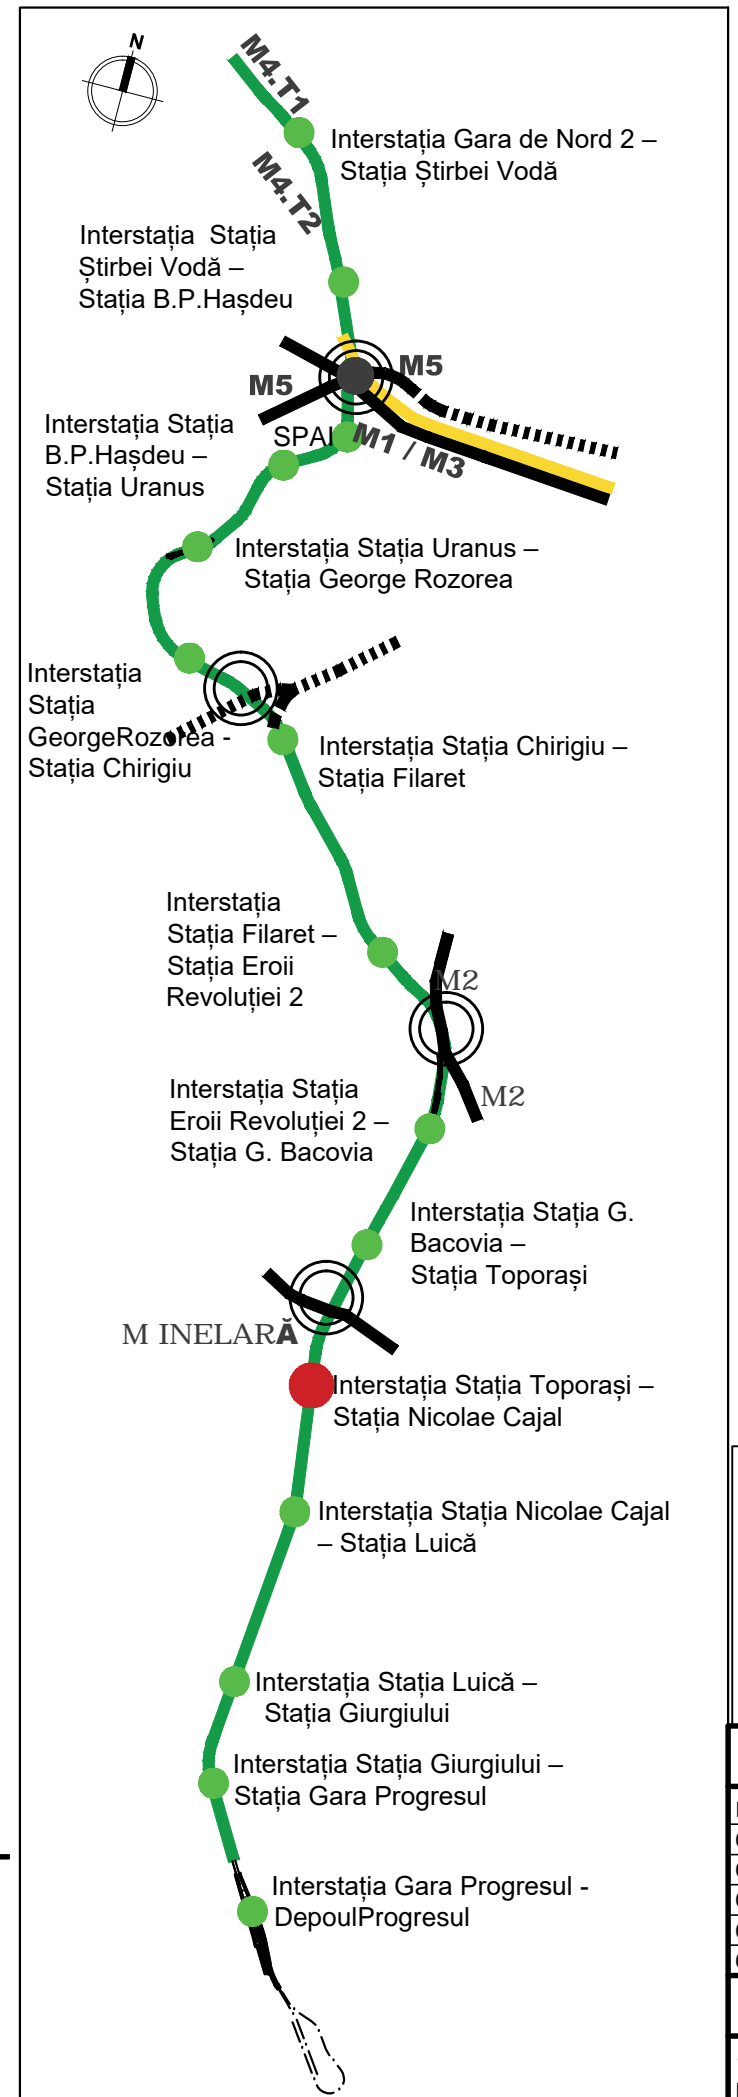 N
M4.T1
Interstația Gara de Nord 2 –
Stația Știrbei Vodă
M4.T2
Interstația  Stația
Știrbei Vodă –
Stația B.P.Hașdeu
M5
M5
Interstația Stația
B.P.Hașdeu –
Stația Uranus
SPAI
M1 / M3
Interstația Stația Uranus –
Stația George Rozorea
Interstația
Stația
GeorgeRozorea -
Stația Chirigiu
Interstația Stația Chirigiu –
Stația Filaret
Interstația
Stația Filaret –
Stația Eroii
Revoluției 2
M2
M2
Interstația Stația
Eroii Revoluției 2 –
Stația G. Bacovia
Interstația Stația G.
Bacovia –
Stația Toporași
M INELARĂ
Interstația Stația Toporași –
Stația Nicolae Cajal
Interstația Stația Nicolae Cajal
– Stația Luică
Interstația Stația Luică –
Stația Giurgiului
Interstația Stația Giurgiului –
Stația Gara Progresul
Interstația Gara Progresul -
DepoulProgresul